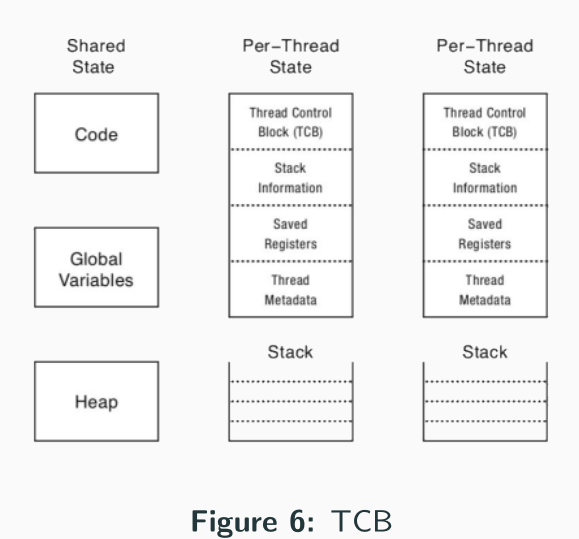 Shared
State
Per-Thread
State
Per-Thread
State
Code
Global
Variables
Heap
Thread Control
Block (TCB)
Stack
Information
Saved
Registers
Thread
Metadata
Stack
Thread Control
Block (TCB)
Stack
Information
Saved
Registers
Thread
Metadata
Stack
Figure 6: TCB